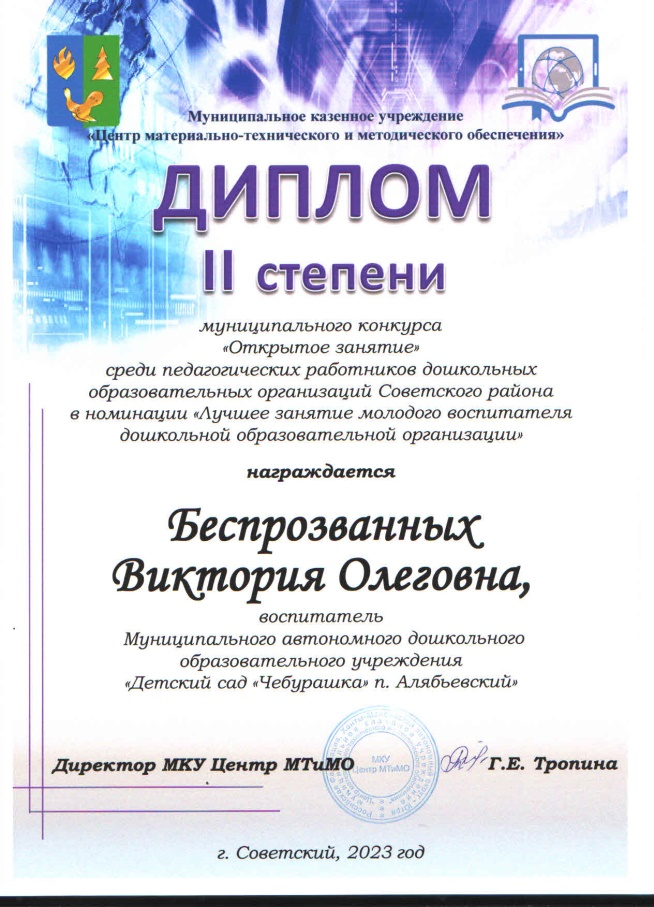 Муниципальное казенное учреждение
«Центр материально-технического и методического обеспечения»
ДИПЛОМ
II степени
муниципального конкурса
«Открытое занятие»
среди педагогических работников дошкольных
образовательных организаций Советского района
в номинации «Лучшее занятие молодого воспитателя
дошкольной образовательной организации»
награждается
Беспрозванных
Виктория Олеговна,
воспитатель
Муниципального автономного дошкольного
образовательного учреждения
«Детский сад «Чебурашка» п. Алябьевский»
МКУ
Центр МТиМО
Директор МКУ Центр МТиМО Г.Е. Тропина
г. Советский, 2023 год